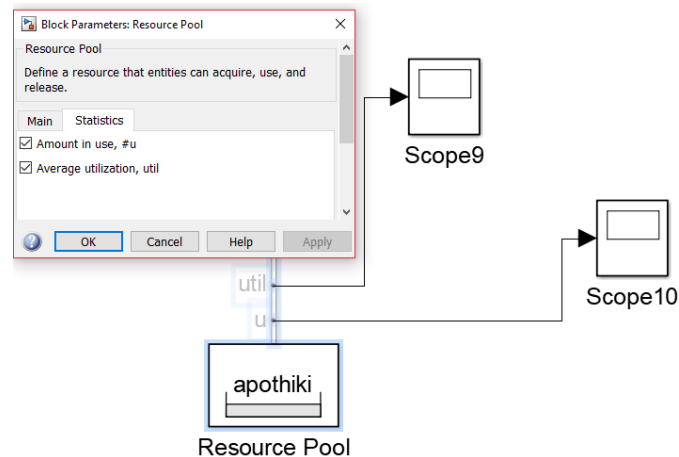 Block Parameters: Resource Pool
Resource Pool
Define a resource that entities can acquire, use, and
release.
Main Statistics
Amount in use, #u
Average utilization, util
OK Cancel Help Apply
Scope9
Scope10
util
u
apothiki
Resource Pool